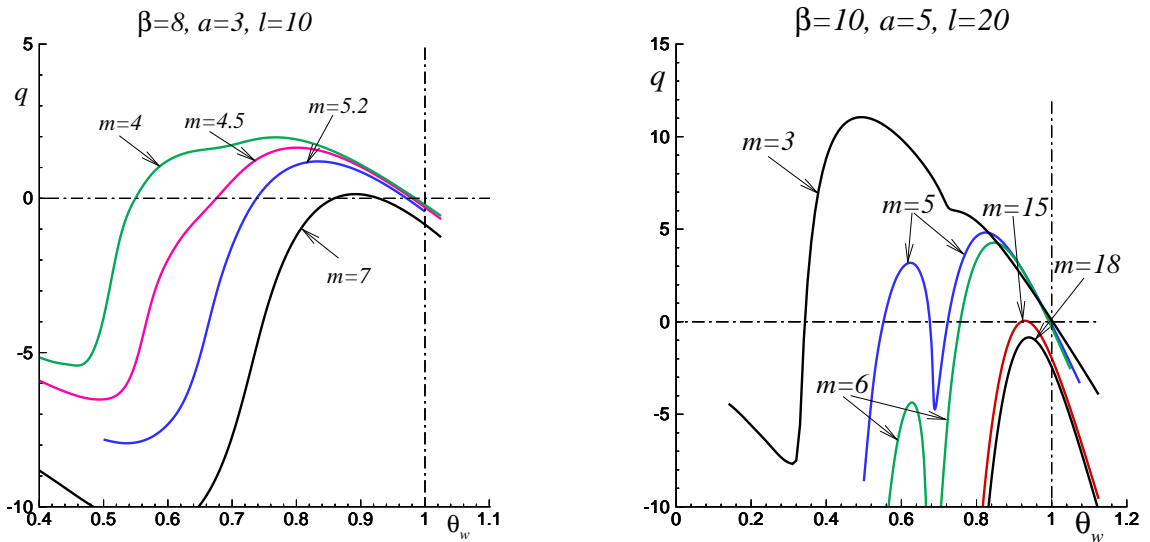 β=8, a=3, l=10
5
q
m=4
m=4.5
m=5.2
0
m=7
-5
-10
0.4 0.5 0.6 0.7 0.8 0.9 1 θw 1.1
β=10, a=5, l=20
15
q
10
m=3
m=5
m=15
5
m=18
0
m=6
-5
-10
0 0.2 0.4 0.6 0.8 1 θw 1.2